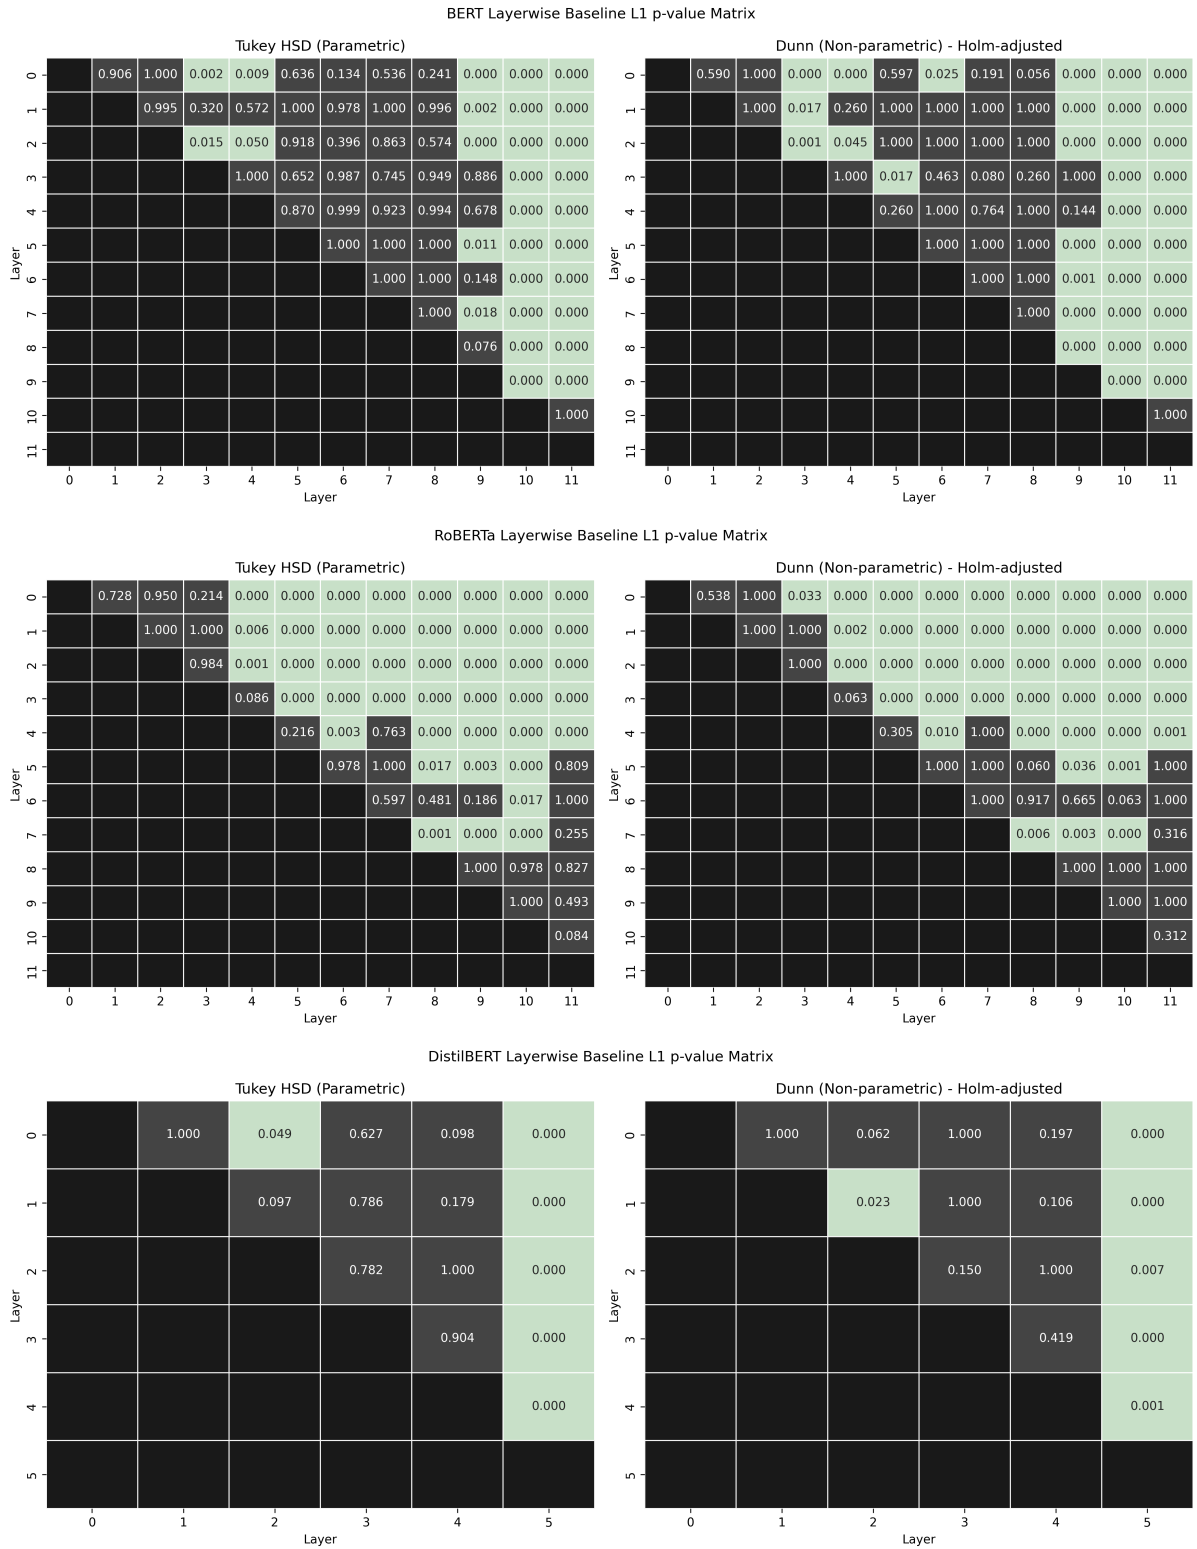 BERT Layerwise Baseline L1 p-value Matrix
Tukey HSD (Parametric)
0 0.906 1.000 0.002 0.009 0.636 0.134 0.536 0.241 0.000 0.000 0.000
1 0.995 0.320 0.572 1.000 0.978 1.000 0.996 0.002 0.000 0.000
2 0.015 0.050 0.918 0.396 0.863 0.574 0.000 0.000 0.000
3 1.000 0.652 0.987 0.745 0.949 0.886 0.000 0.000
4 0.870 0.999 0.923 0.994 0.678 0.000 0.000
5 1.000 1.000 1.000 0.011 0.000 0.000
6 1.000 1.000 0.148 0.000 0.000
7 1.000 0.018 0.000 0.000
8 0.076 0.000 0.000
9 0.000 0.000
10 1.000
11
Layer
0 1 2 3 4 5 6 7 8 9 10 11
Layer
Dunn (Non-parametric) - Holm-adjusted
0 0.590 1.000 0.000 0.000 0.597 0.025 0.191 0.056 0.000 0.000 0.000
1 1.000 0.017 0.260 1.000 1.000 1.000 1.000 0.000 0.000 0.000
2 0.001 0.045 1.000 1.000 1.000 1.000 0.000 0.000 0.000
3 1.000 0.017 0.463 0.080 0.260 1.000 0.000 0.000
4 0.260 1.000 0.764 1.000 0.144 0.000 0.000
5 1.000 1.000 1.000 0.000 0.000 0.000
6 1.000 1.000 0.001 0.000 0.000
7 1.000 0.000 0.000 0.000
8 0.000 0.000 0.000
9 0.000 0.000
10 1.000
11
Layer
0 1 2 3 4 5 6 7 8 9 10 11
Layer
RoBERTa Layerwise Baseline L1 p-value Matrix
Tukey HSD (Parametric)
0 0.728 0.950 0.214 0.000 0.000 0.000 0.000 0.000 0.000 0.000 0.000
1 1.000 1.000 0.006 0.000 0.000 0.000 0.000 0.000 0.000 0.000
2 0.984 0.001 0.000 0.000 0.000 0.000 0.000 0.000 0.000
3 0.086 0.000 0.000 0.000 0.000 0.000 0.000 0.000
4 0.216 0.003 0.763 0.000 0.000 0.000 0.000
5 0.978 1.000 0.017 0.003 0.000 0.809
6 0.597 0.481 0.186 0.017 1.000
7 0.001 0.000 0.000 0.255
8 1.000 0.978 0.827
9 1.000 0.493
10 0.084
11
Layer
0 1 2 3 4 5 6 7 8 9 10 11
Layer
Dunn (Non-parametric) - Holm-adjusted
0 0.538 1.000 0.033 0.000 0.000 0.000 0.000 0.000 0.000 0.000 0.000
1 1.000 1.000 0.002 0.000 0.000 0.000 0.000 0.000 0.000 0.000
2 1.000 0.000 0.000 0.000 0.000 0.000 0.000 0.000 0.000
3 0.063 0.000 0.000 0.000 0.000 0.000 0.000 0.000
4 0.305 0.010 1.000 0.000 0.000 0.000 0.001
5 1.000 1.000 0.060 0.036 0.001 1.000
6 1.000 0.917 0.665 0.063 1.000
7 0.006 0.003 0.000 0.316
8 1.000 1.000 1.000
9 1.000 1.000
10 0.312
11
Layer
0 1 2 3 4 5 6 7 8 9 10 11
Layer
DistilBERT Layerwise Baseline L1 p-value Matrix
Tukey HSD (Parametric)
0 1.000 0.049 0.627 0.098 0.000
1 0.097 0.786 0.179 0.000
2 0.782 1.000 0.000
3 0.904 0.000
4 0.000
5
Layer
0 1 2 3 4 5
Layer
Dunn (Non-parametric) - Holm-adjusted
0 1.000 0.062 1.000 0.197 0.000
1 0.023 1.000 0.106 0.000
2 0.150 1.000 0.007
3 0.419 0.000
4 0.001
5
Layer
0 1 2 3 4 5
Layer